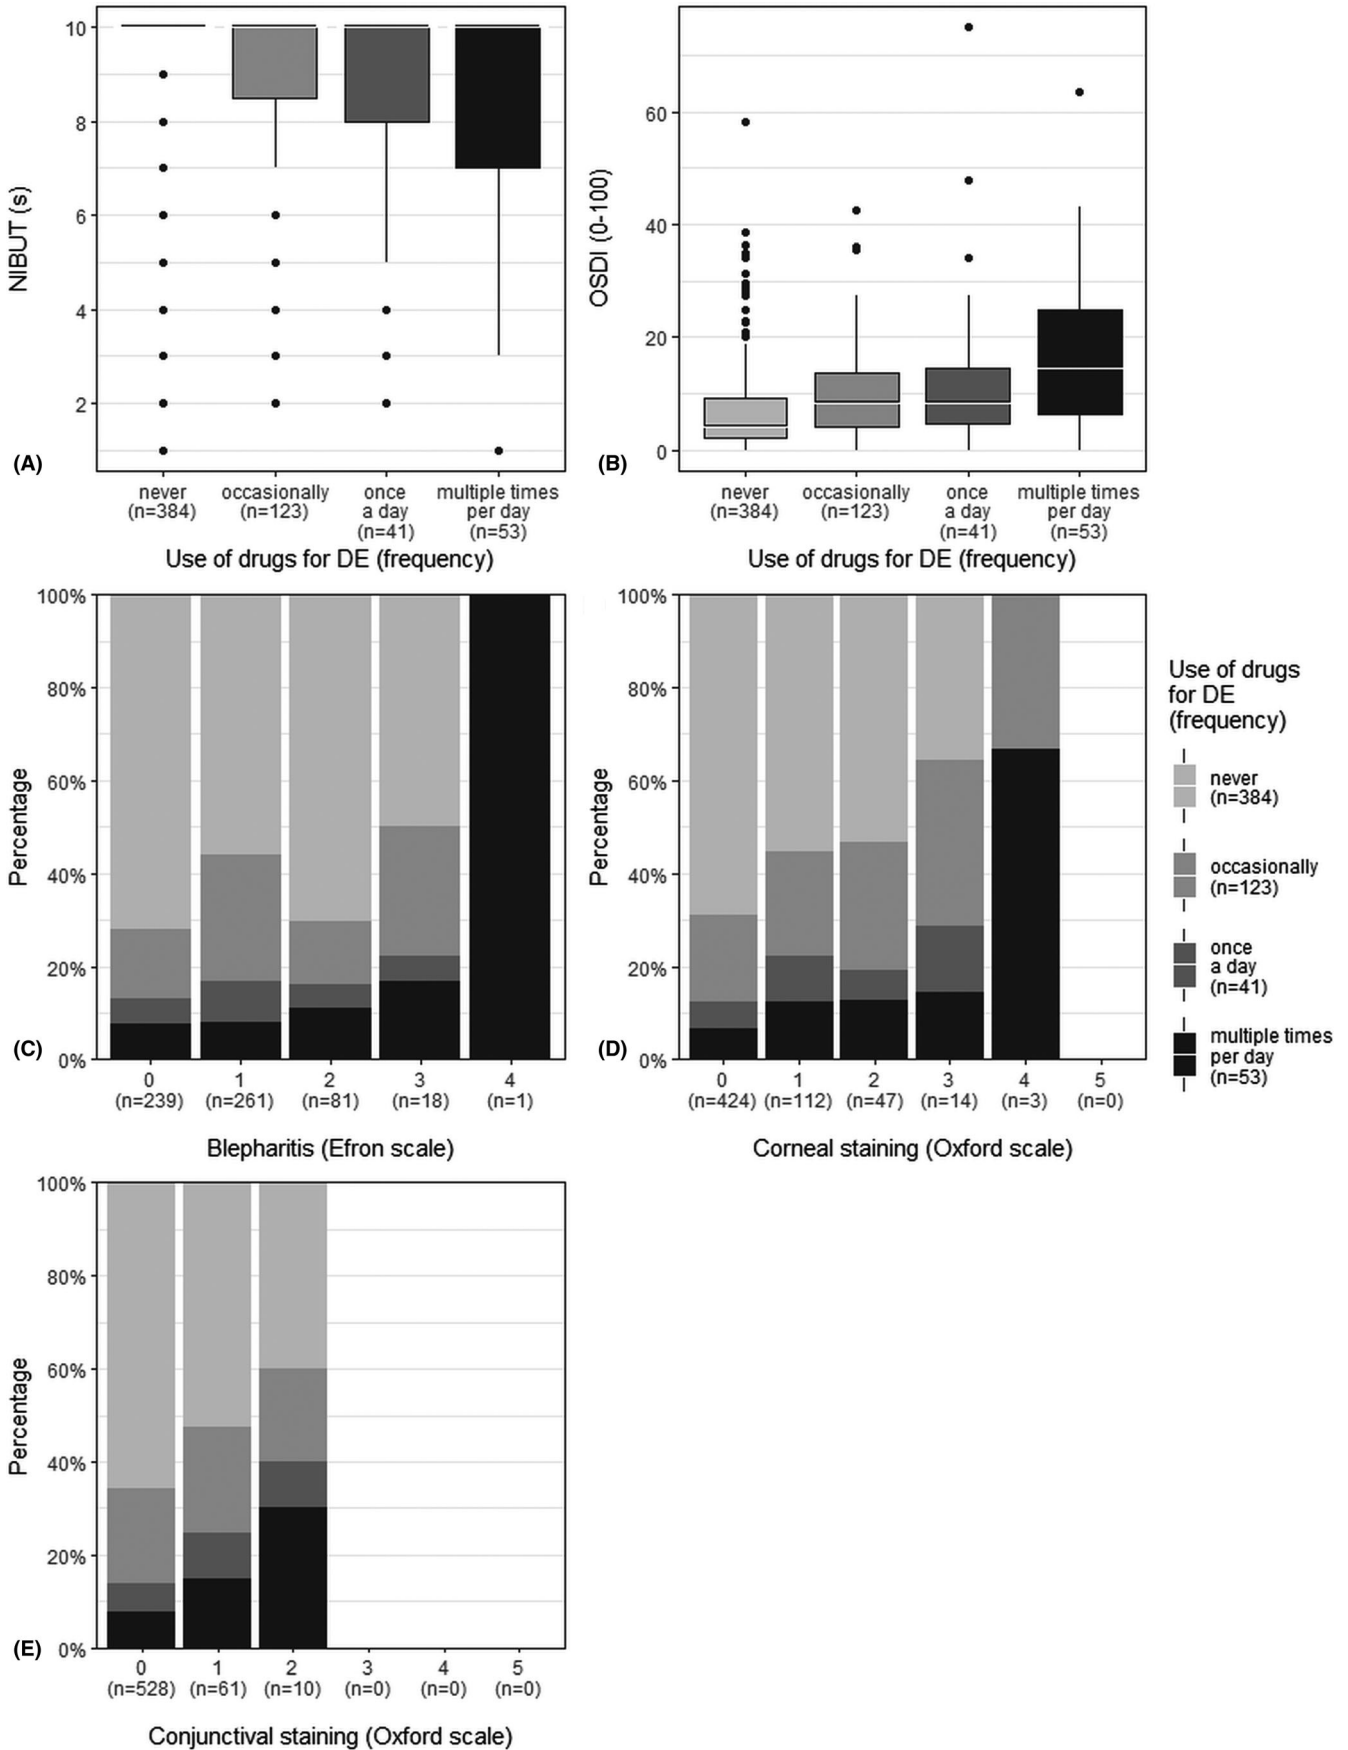 10
8
6
4
2
NIBUT (s)
(A)
never
(n=384)
occasionally
(n=123)
once
a day
(n=41)
multiple times
per day
(n=53)
Use of drugs for DE (frequency)
60
40
20
0
OSDI (0-100)
(B)
never
(n=384)
occasionally
(n=123)
once
a day
(n=41)
multiple times
per day
(n=53)
Use of drugs for DE (frequency)
100%
80%
60%
40%
20%
0%
Percentage
(C)
0
(n=239)
1
(n=261)
2
(n=81)
3
(n=18)
4
(n=1)
Blepharitis (Efron scale)
100%
80%
60%
40%
20%
0%
Percentage
(D)
0
(n=424)
1
(n=112)
2
(n=47)
3
(n=14)
4
(n=3)
5
(n=0)
Corneal staining (Oxford scale)
Use of drugs
for DE
(frequency)
never
(n=384)
occasionally
(n=123)
once
a day
(n=41)
multiple times
per day
(n=53)
100%
80%
60%
40%
20%
0%
Percentage
(E)
0
(n=528)
1
(n=61)
2
(n=10)
3
(n=0)
4
(n=0)
5
(n=0)
Conjunctival staining (Oxford scale)